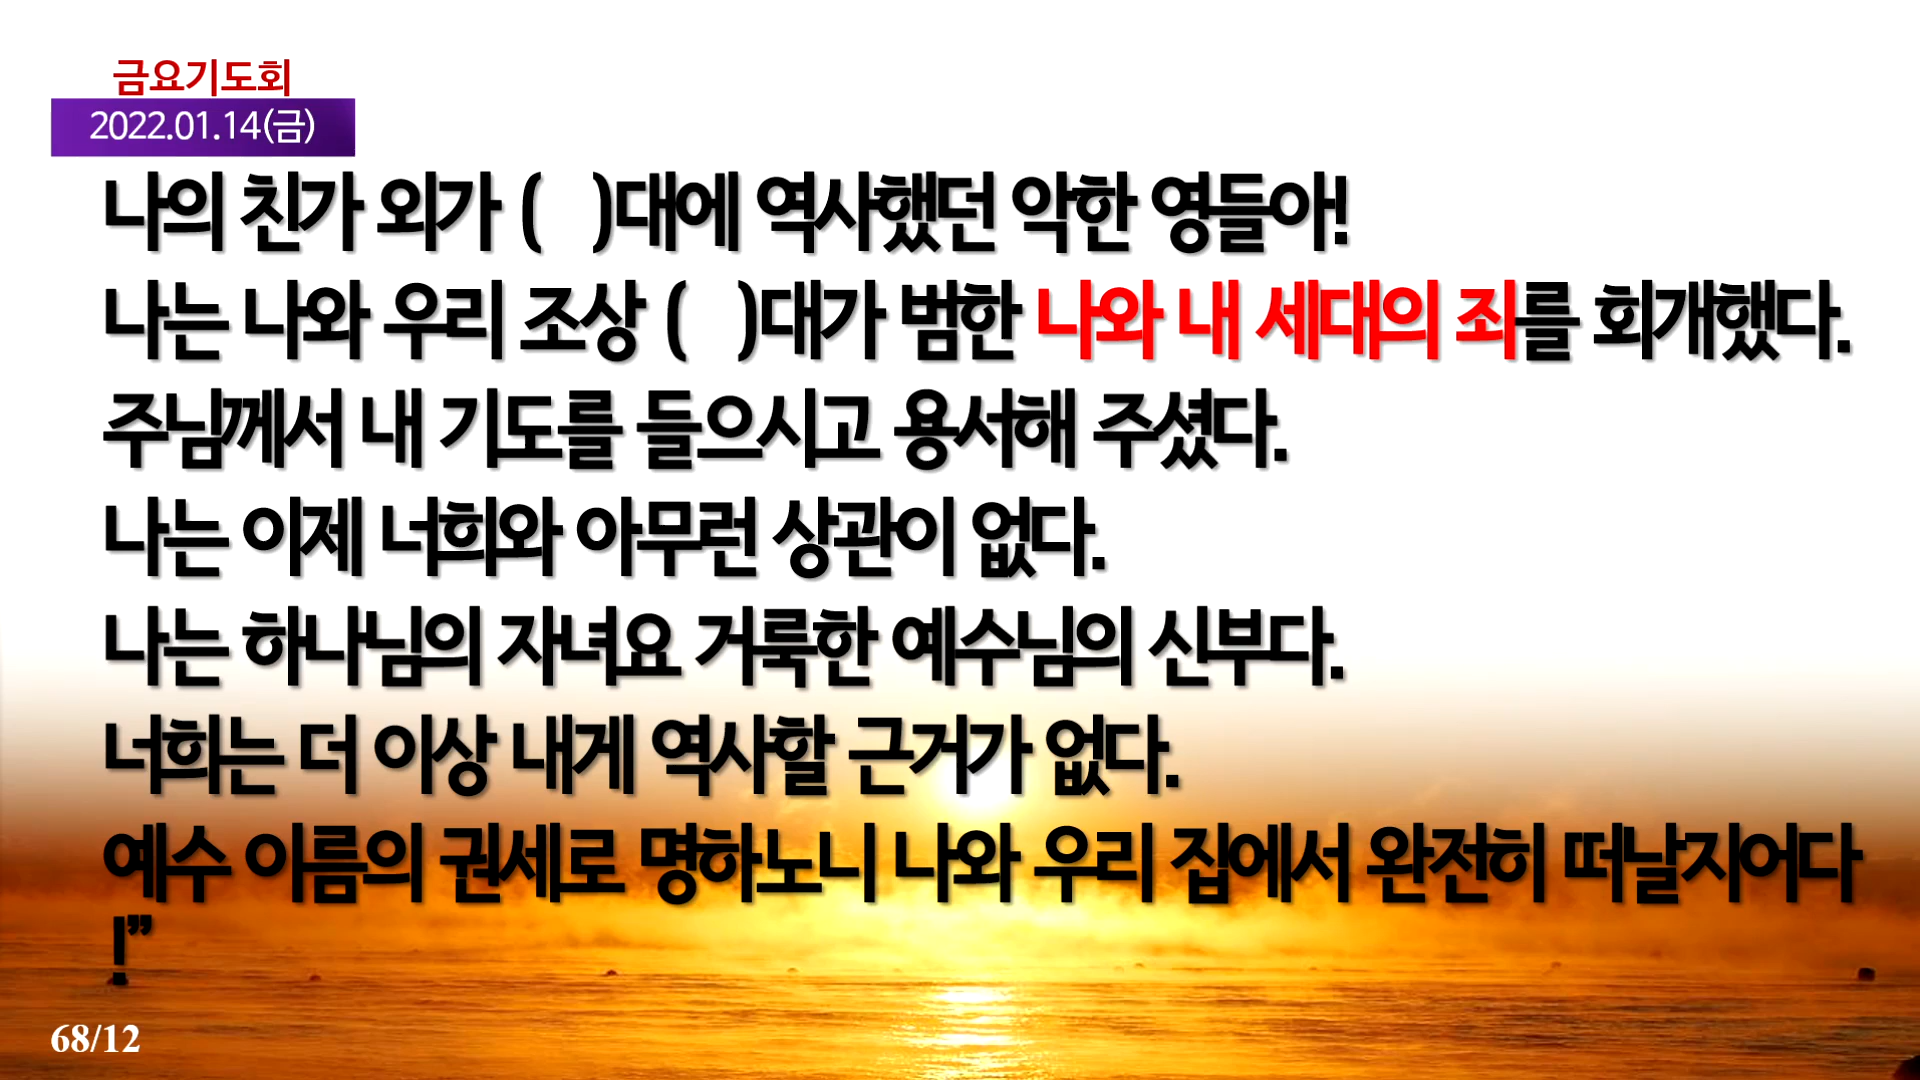 금요기도회
2022.01.14(금)
나의 친가 외가 (   )대에 역사했던 악한 영들아!
나는 나와 우리 조상 (   )대가 범한 나와 내 세대의 죄를 회개했다.
주님께서 내 기도를 들으시고 용서해 주셨다.
나는 이제 너희와 아무런 상관이 없다.
나는 하나님의 자녀요 거룩한 예수님의 신부다.
너희는 더 이상 내게 역사할 근거가 없다.
예수 이름의 권세로 명하노니 나와 우리 집에서 완전히 떠날지어다
!”
68/12